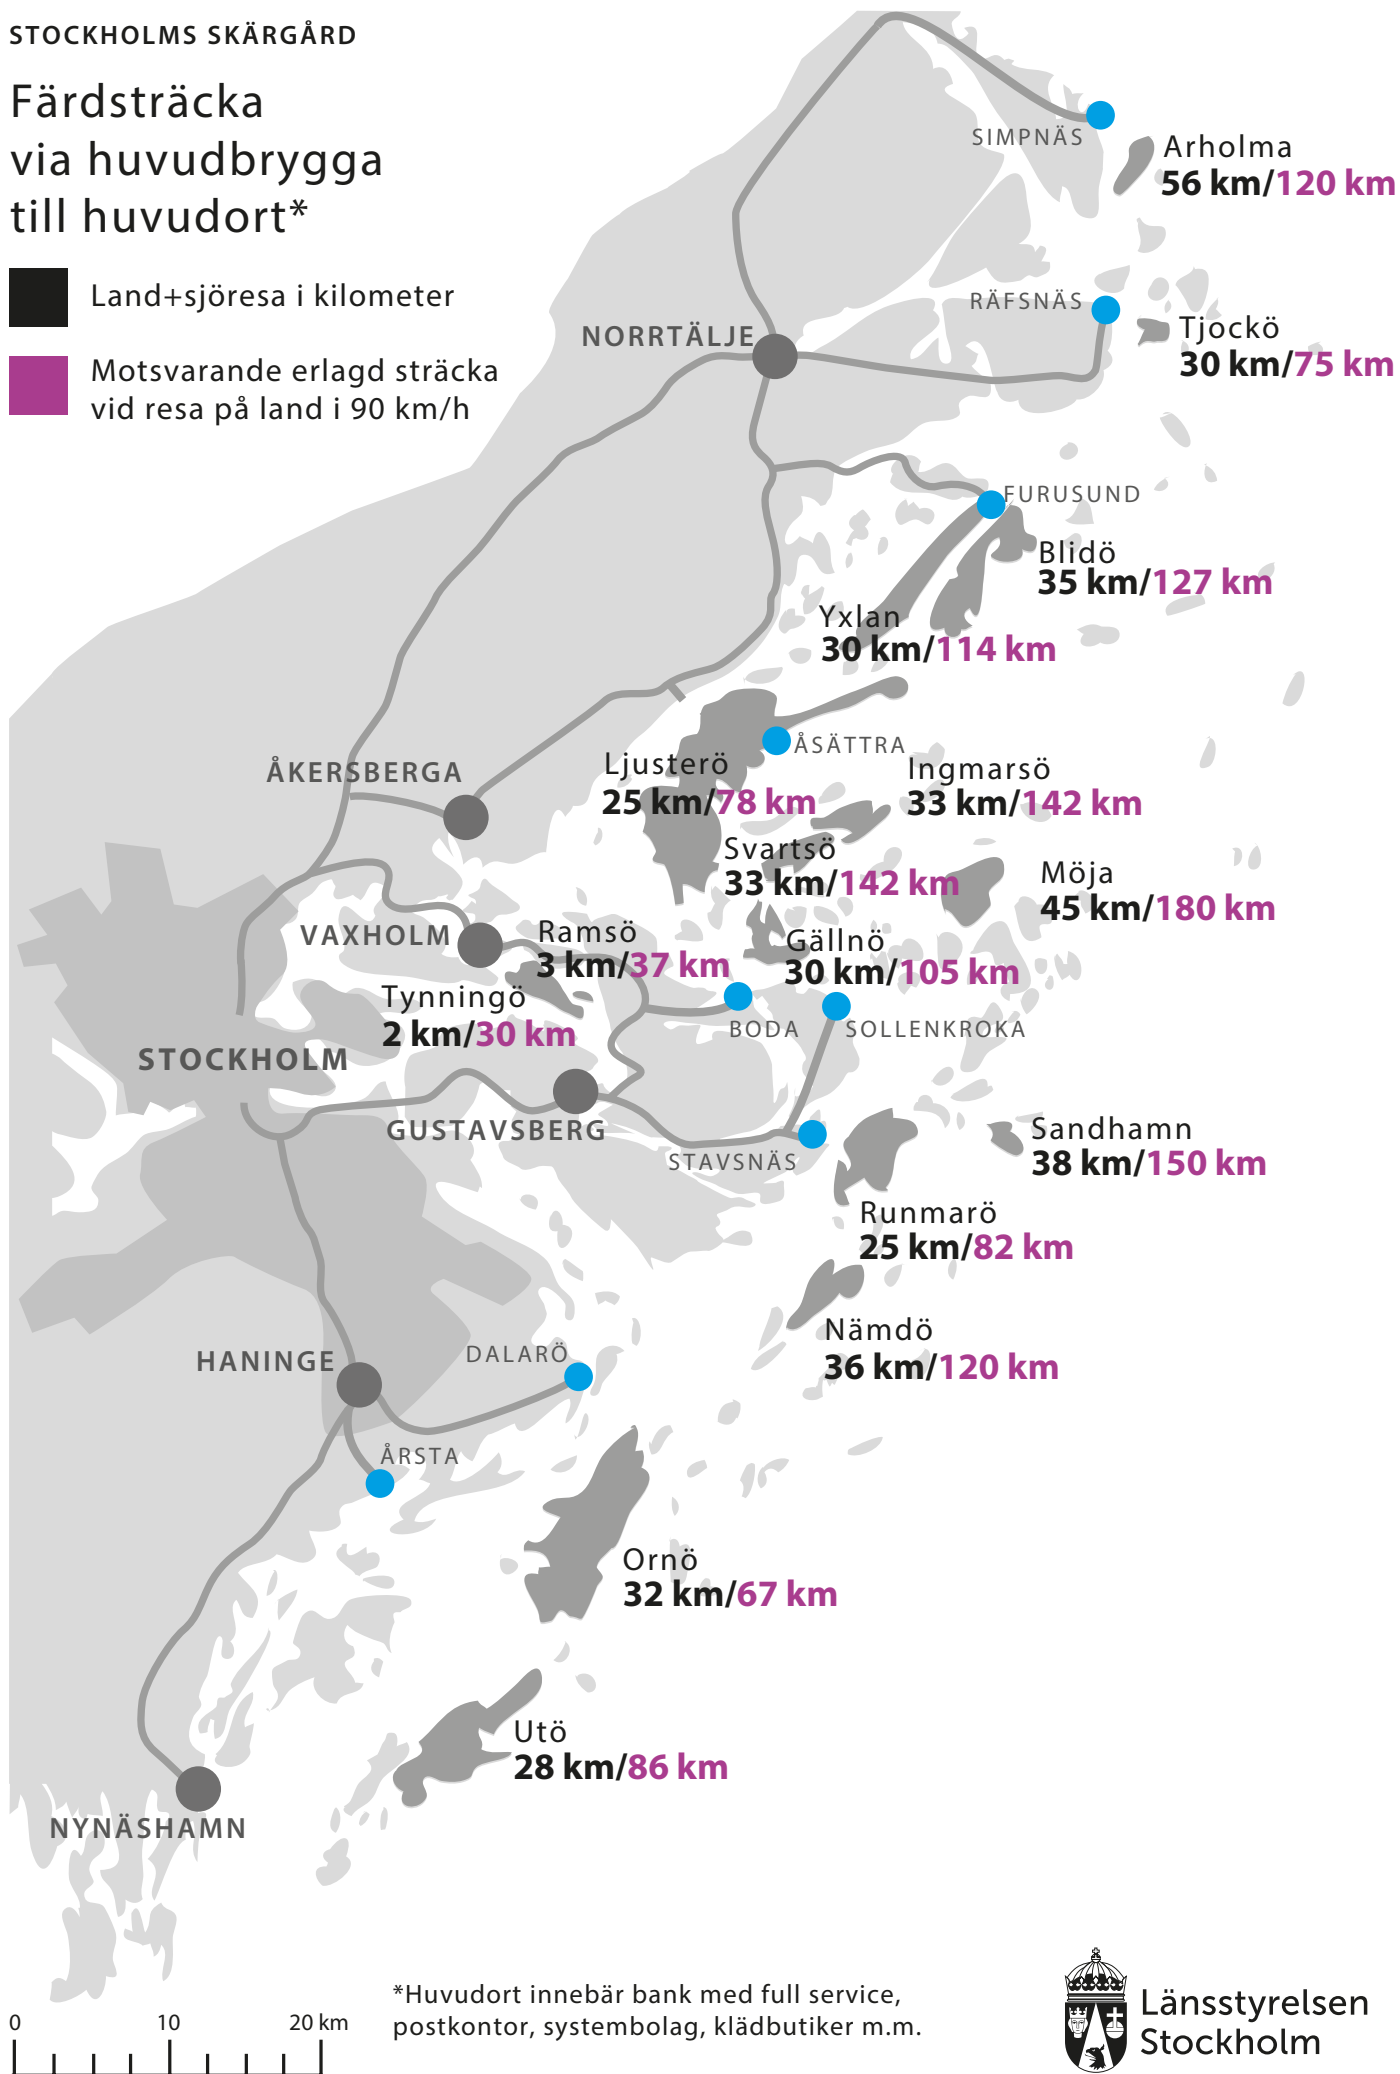 STOCKHOLMS SKÄRGÅRD
Färdsträcka
via huvudbrygga
till huvudort*
Land+sjöresa i kilometer
Motsvarande erlagd sträcka
vid resa på land i 90 km/h
SIMPNÄS
Arholma
56 km/120 km
RÄFSNÄS
Tjockö
30 km/75 km
NORRTÄLJE
FURUSUND
Blidö
35 km/127 km
Yxlan
30 km/114 km
ÅSÄTTRA
Ljusterö
25 km/78 km
ÅKERSBERGA
Ingmarsö
33 km/142 km
Svartsö
33 km/142 km
Möja
45 km/180 km
VAXHOLM
Ramsö
3 km/37 km
Gällnö
30 km/105 km
Tynningö
2 km/30 km
BODA
SOLLENKROKA
STOCKHOLM
GUSTAVSBERG
STAVSNÄS
Sandhamn
38 km/150 km
Runmarö
25 km/82 km
Nämdö
36 km/120 km
HANINGE
DALARÖ
ÅRSTA
Ornö
32 km/67 km
Utö
28 km/86 km
NYNÄSHAMN
*Huvudort innebär bank med full service,
postkontor, systembolag, klädbutiker m.m.
0 10 20 km
Länsstyrelsen
Stockholm